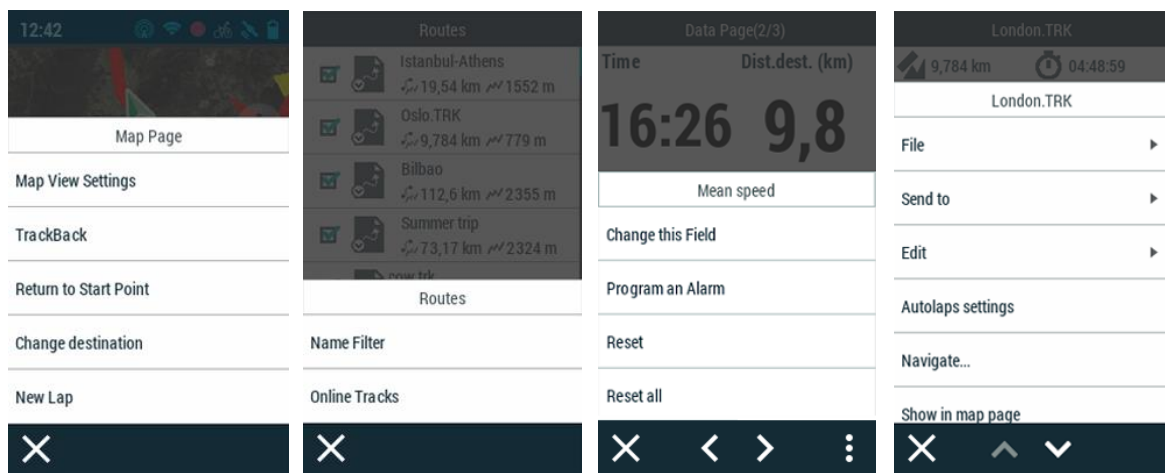 12:42
Map Page
Map View Settings
TrackBack
Return to Start Point
Change destination
New Lap
Routes
Istanbul-Athens
19,54 km 1552 m
Oslo.TRK
9,784 km 779 m
Bilbao
112,6 km 2355 m
Summer trip
73,17 km 2324 m
cow.trk
Routes
Name Filter
Online Tracks
Data Page(2/3)
Time Dist.dest. (km)
16:26 9,8
Mean speed
Change this Field
Program an Alarm
Reset
Reset all
London.TRK
9,784 km 04:48:59
London.TRK
File
Send to
Edit
Autolaps settings
Navigate...
Show in map page